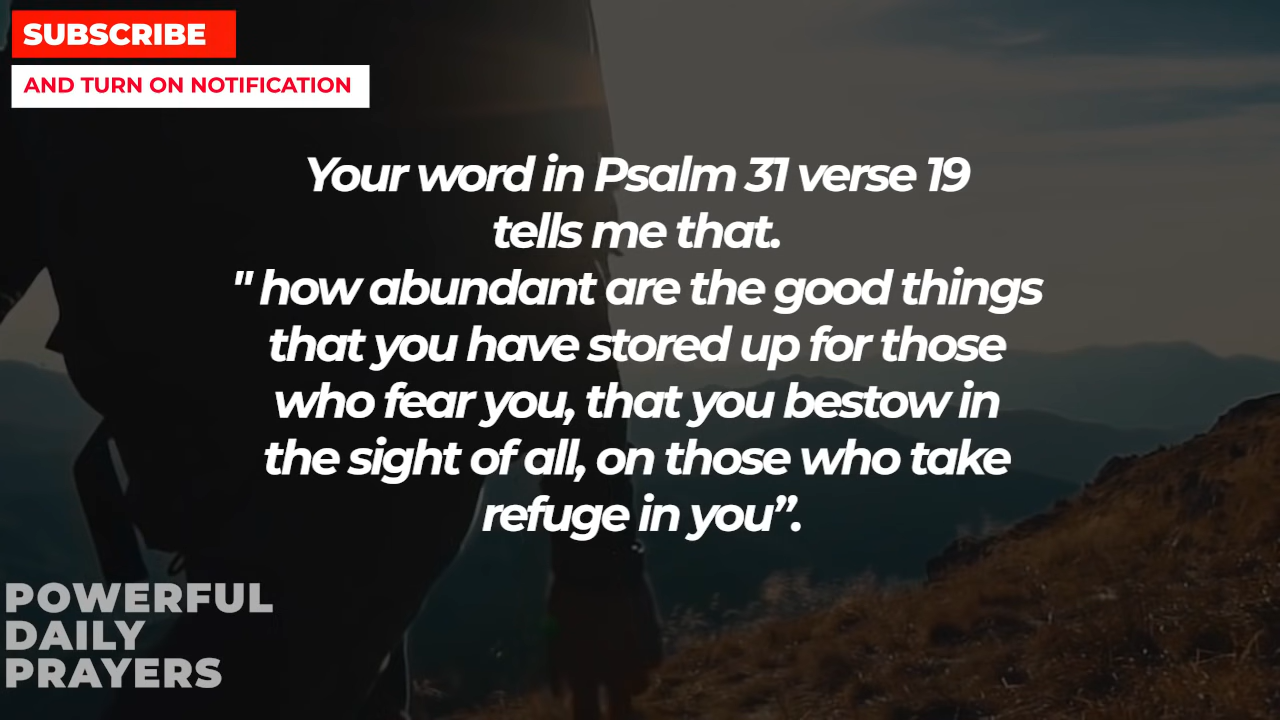 SUBSCRIBE
AND TURN ON NOTIFICATION
Your word in Psalm 31 verse 19
tells me that.
" how abundant are the good things
that you have stored up for those
who fear you, that you bestow in
the sight of all, on those who take
refuge in you”.
POWERFUL
DAILY
PRAYERS